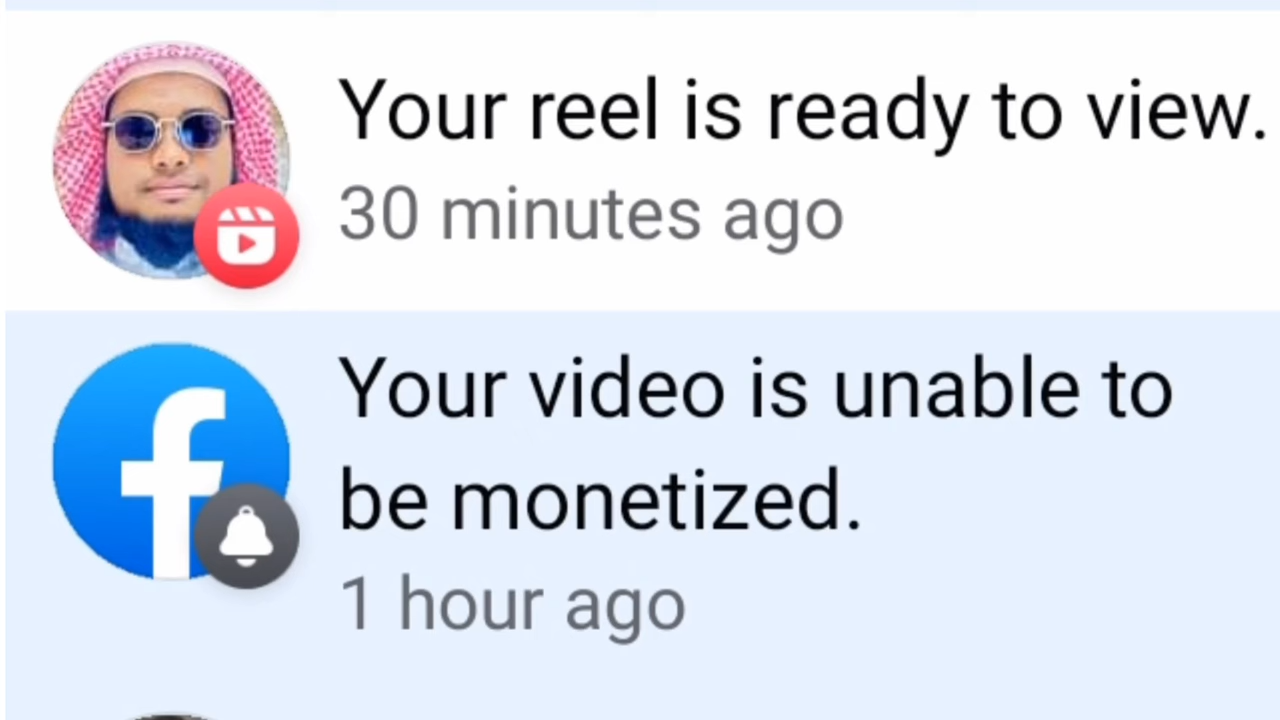 Your reel is ready to view.
30 minutes ago
Your video is unable to
be monetized.
1 hour ago